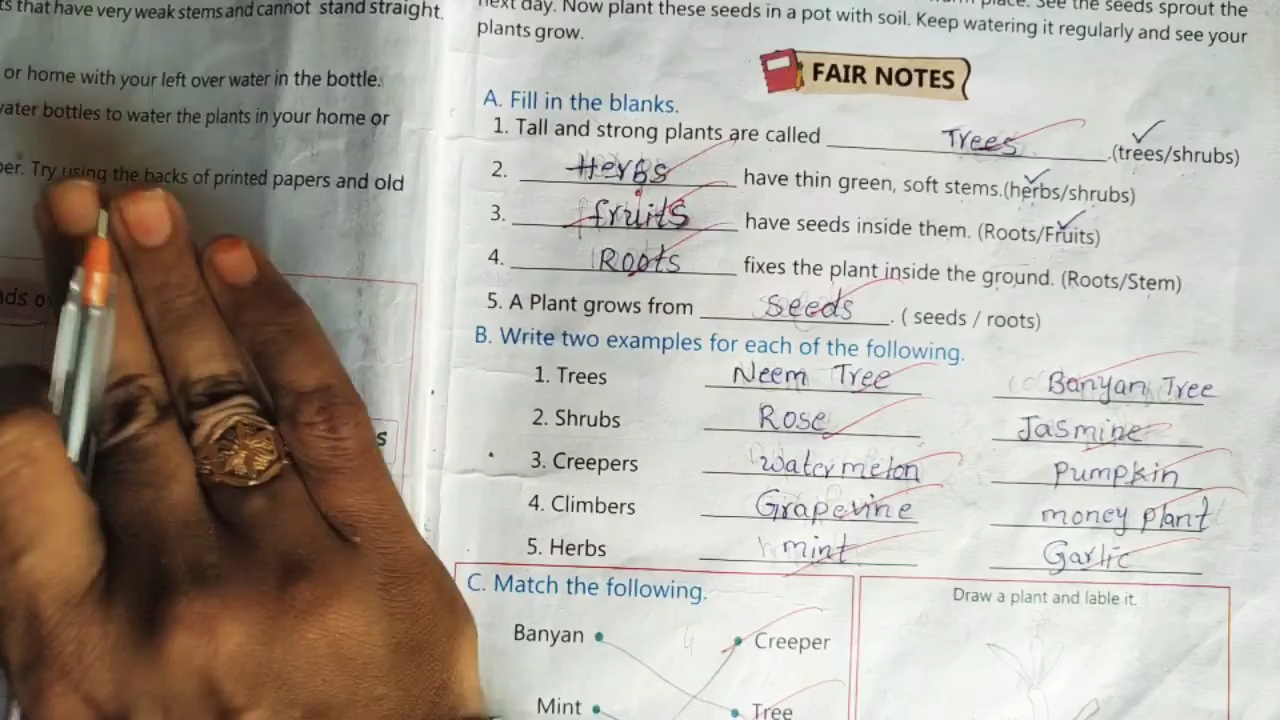 ts that have very weak stems and cannot stand straight.
or home with your left over water in the bottle.
water bottles to water the plants in your home or
per. Try using the backs of printed papers and old
s
next day. Now plant these seeds in a pot with soil. Keep watering it regularly and see your
plants grow.
FAIR NOTES
A. Fill in the blanks.
1. Tall and strong plants are called Trees .(trees/shrubs)
2. Herbs have thin green, soft stems.(herbs/shrubs)
3. fruits have seeds inside them. (Roots/Fruits)
4. Roots fixes the plant inside the ground. (Roots/Stem)
5. A Plant grows from seeds . ( seeds / roots)
B. Write two examples for each of the following.
1. Trees Neem Tree Banyan Tree
2. Shrubs Rose Jasmine
3. Creepers watermelon Pumpkin
4. Climbers Grapevine money plant
5. Herbs mint Garlic
C. Match the following.
Draw a plant and lable it.
Banyan Creeper
Mint Tree